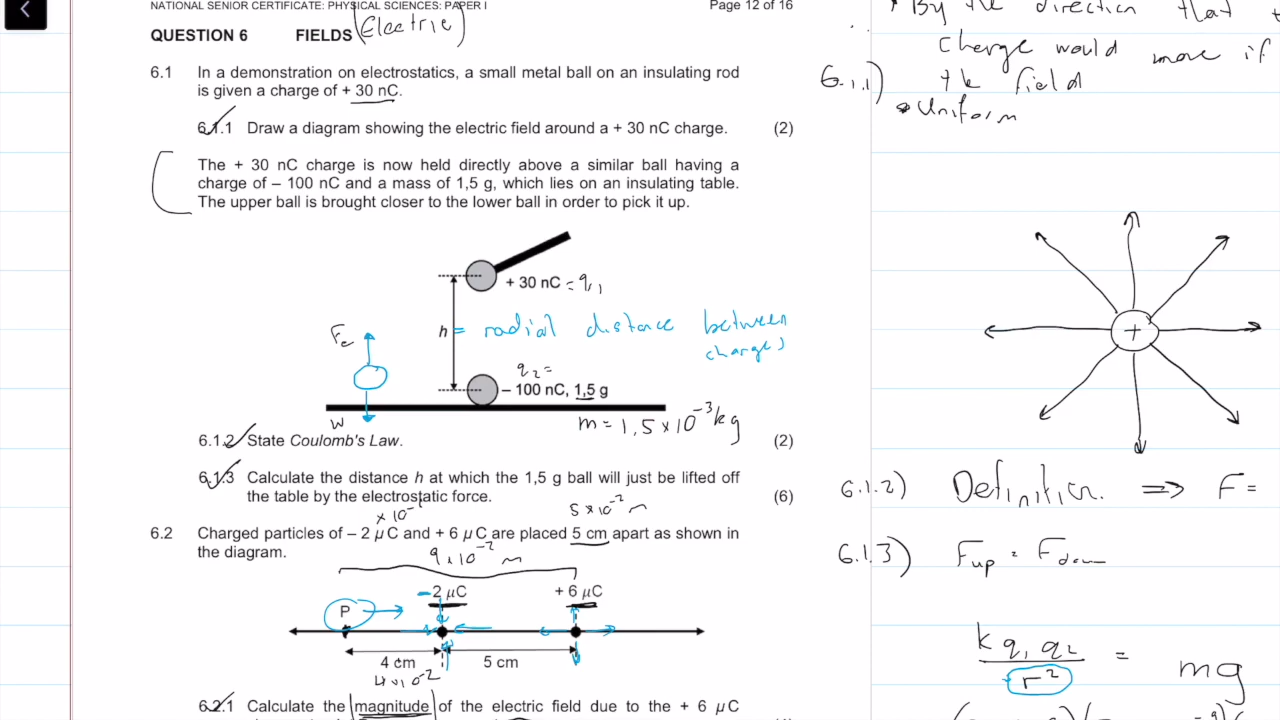 NATIONAL SENIOR CERTIFICATE: PHYSICAL SCIENCES: PAPER I
Page 12 of 16
QUESTION 6 FIELDS (Electric)
6.1 In a demonstration on electrostatics, a small metal ball on an insulating rod
is given a charge of + 30 nC.
6.1.1 Draw a diagram showing the electric field around a + 30 nC charge. (2)
The + 30 nC charge is now held directly above a similar ball having a
charge of – 100 nC and a mass of 1,5 g, which lies on an insulating table.
The upper ball is brought closer to the lower ball in order to pick it up.
+ 30 nC = q1
h = radial distance between
charges
Fe
q2 =
– 100 nC, 1,5 g
W
m = 1,5 × 10⁻³ kg
6.1.2 State Coulomb's Law. (2)
6.1.3 Calculate the distance h at which the 1,5 g ball will just be lifted off
the table by the electrostatic force. (6)
5 × 10⁻² m
6.2 Charged particles of – 2 µC and + 6 µC are placed 5 cm apart as shown in
the diagram.
9 × 10⁻² m
– 2 µC
+ 6 µC
P
4 cm
5 cm
4×10⁻²
6.2.1 Calculate the magnitude of the electric field due to the + 6 µC
• By the direction that
charge would move if
the field
6.1.1)
• Uniform
+
6.1.2) Definition. ⇒ F =
6.1.3) Fup = Fdown
k q1 q2
=
r²
mg